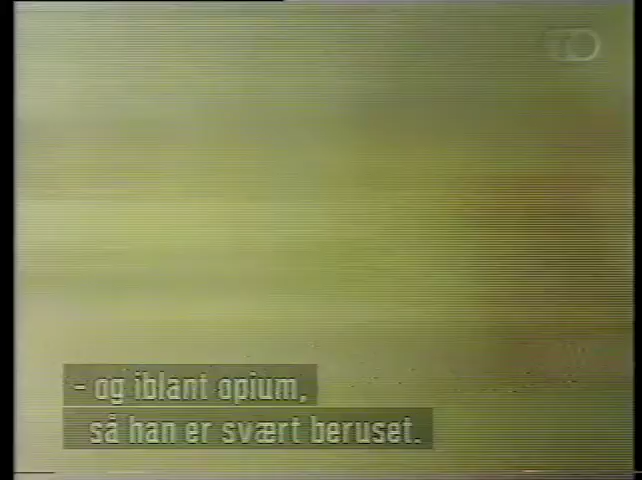 - og iblant opium,
så han er svært beruset.